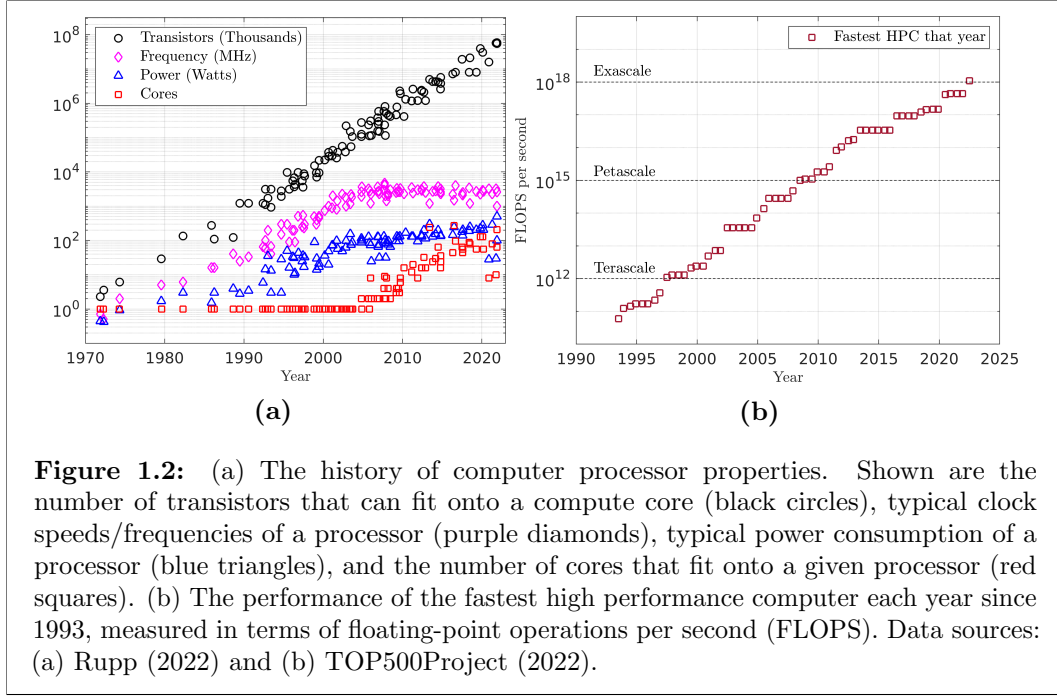 Transistors (Thousands)
Frequency (MHz)
Power (Watts)
Cores
10^8
10^6
10^4
10^2
10^0
1970 1980 1990 2000 2010 2020
Year
(a)
Fastest HPC that year
FLOPS per second
Exascale
Petascale
Terascale
10^18
10^15
10^12
1990 1995 2000 2005 2010 2015 2020 2025
Year
(b)
Figure 1.2: (a) The history of computer processor properties. Shown are the
number of transistors that can fit onto a compute core (black circles), typical clock
speeds/frequencies of a processor (purple diamonds), typical power consumption of a
processor (blue triangles), and the number of cores that fit onto a given processor (red
squares). (b) The performance of the fastest high performance computer each year since
1993, measured in terms of floating-point operations per second (FLOPS). Data sources:
(a) Rupp (2022) and (b) TOP500Project (2022).